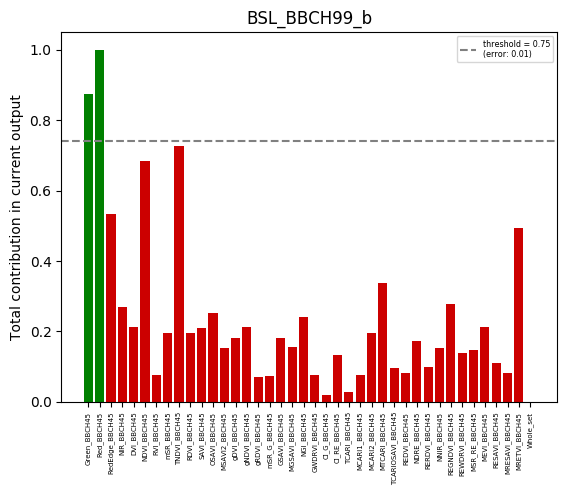 BSL_BBCH99_b
threshold = 0.75
(error: 0.01)
Total contribution in current output
1.0
0.8
0.6
0.4
0.2
0.0
Green_BBCH45
Red_BBCH45
RedEdge_BBCH45
NIR_BBCH45
DVI_BBCH45
NDVI_BBCH45
RVI_BBCH45
mSR_BBCH45
TNDVI_BBCH45
RDVI_BBCH45
SAVI_BBCH45
OSAVI_BBCH45
MSAVI2_BBCH45
gDVI_BBCH45
gNDVI_BBCH45
gRDVI_BBCH45
mSR_G_BBCH45
GSAVI_BBCH45
MGSAVI_BBCH45
NGI_BBCH45
GWDRVI_BBCH45
CI_G_BBCH45
CI_RE_BBCH45
TCARI_BBCH45
MCARI1_BBCH45
MCARI2_BBCH45
MTCARI_BBCH45
TCARIOSAVI_BBCH45
REDVI_BBCH45
NDRE_BBCH45
RERDVI_BBCH45
NNIR_BBCH45
REGNDVI_BBCH45
REWDRVI_BBCH45
MSR_RE_BBCH45
MEVI_BBCH45
RESAVI_BBCH45
MRESAVI_BBCH45
MRETVI_BBCH45
Whole_set